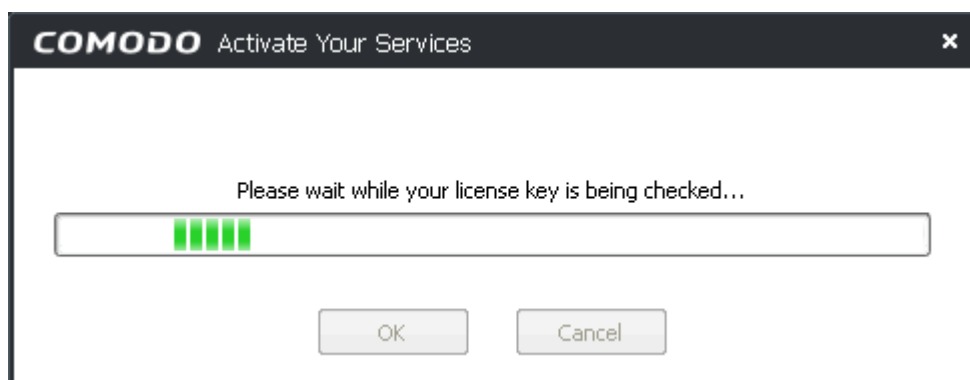 COMODO Activate Your Services
Please wait while your license key is being checked...
OK Cancel